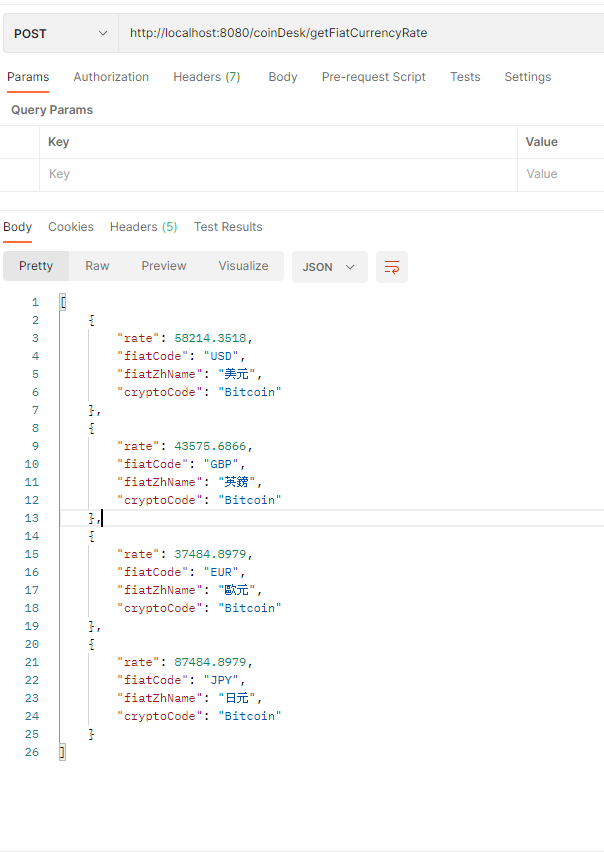 POST http://localhost:8080/coinDesk/getFiatCurrencyRate
Params Authorization Headers (7) Body Pre-request Script Tests Settings
Query Params
Key Value
Key Value
Body Cookies Headers (5) Test Results
Pretty Raw Preview Visualize JSON
1 [
2 {
3 "rate": 58214.3518,
4 "fiatCode": "USD",
5 "fiatZhName": "美元",
6 "cryptoCode": "Bitcoin"
7 },
8 {
9 "rate": 43575.6866,
10 "fiatCode": "GBP",
11 "fiatZhName": "英鎊",
12 "cryptoCode": "Bitcoin"
13 },
14 {
15 "rate": 37484.8979,
16 "fiatCode": "EUR",
17 "fiatZhName": "歐元",
18 "cryptoCode": "Bitcoin"
19 },
20 {
21 "rate": 87484.8979,
22 "fiatCode": "JPY",
23 "fiatZhName": "日元",
24 "cryptoCode": "Bitcoin"
25 }
26 ]